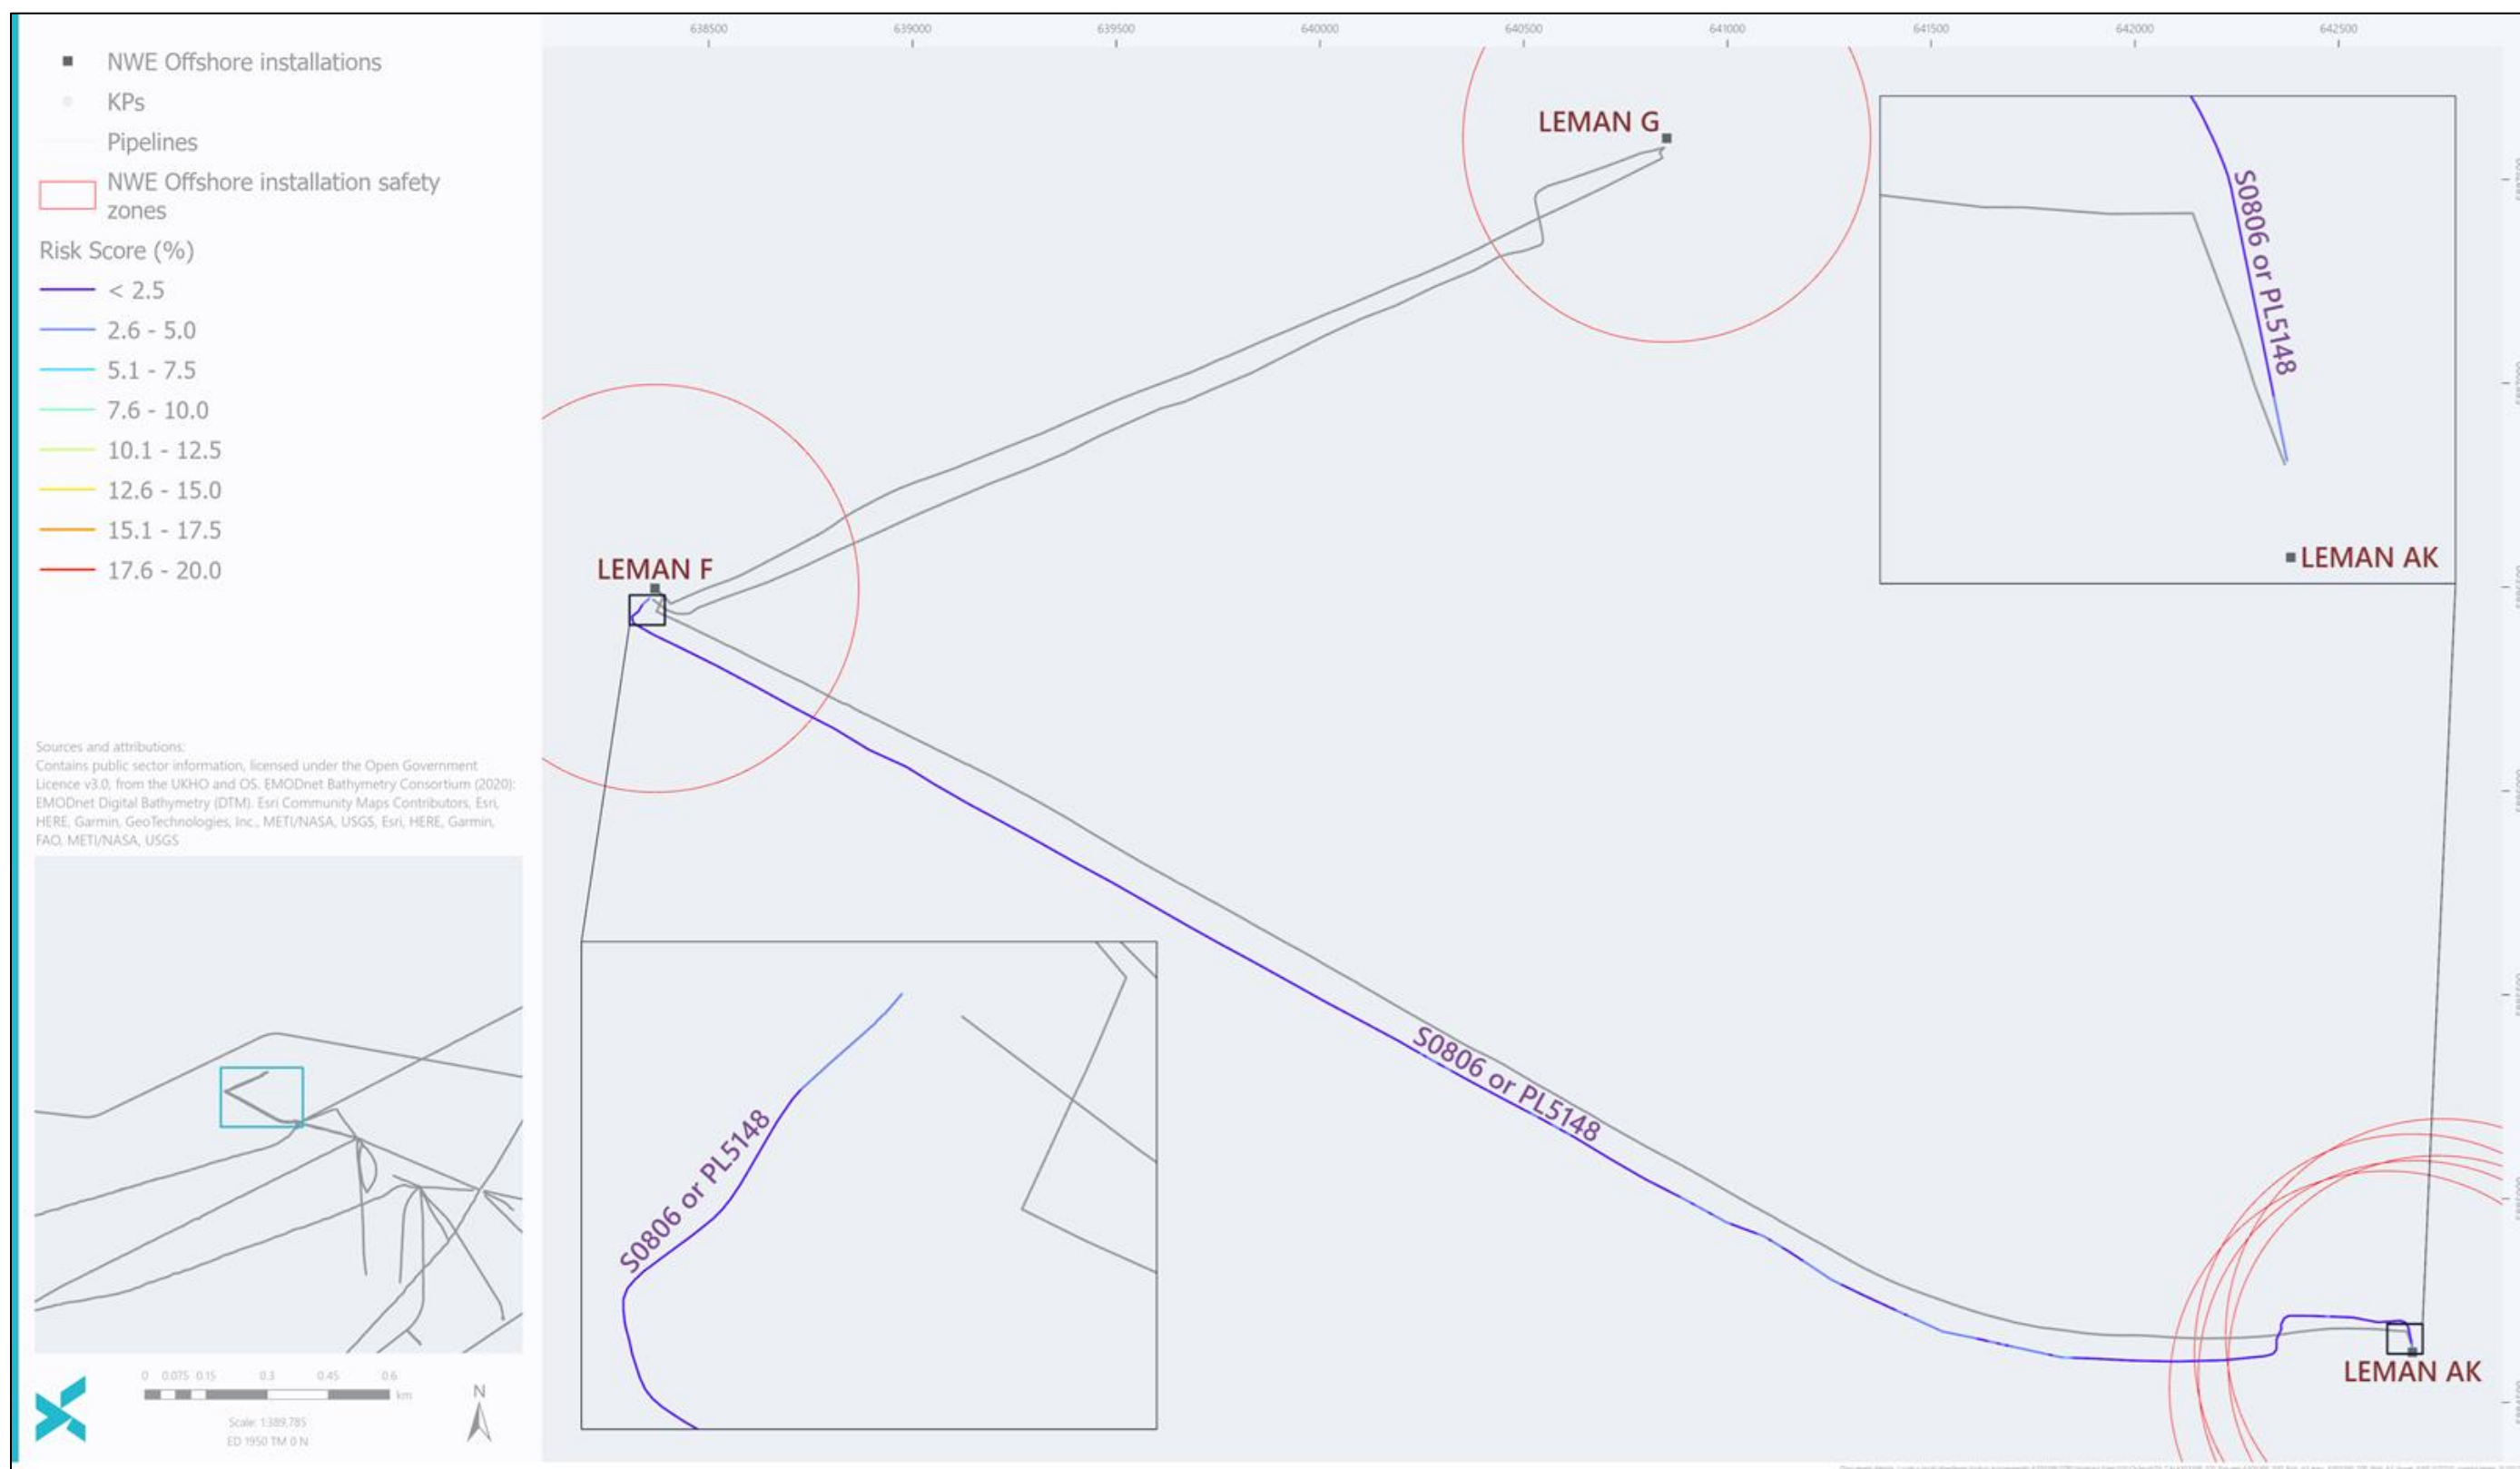 NWE Offshore installations
KPs
Pipelines
NWE Offshore installation safety
zones
Risk Score (%)
< 2.5
2.6 - 5.0
5.1 - 7.5
7.6 - 10.0
10.1 - 12.5
12.6 - 15.0
15.1 - 17.5
17.6 - 20.0
Sources and attributions:
Contains public sector information, licensed under the Open Government
Licence v3.0, from the UKHO and OS. EMODnet Bathymetry Consortium (2020):
EMODnet Digital Bathymetry (DTM). Esri Community Maps Contributors, Esri,
HERE, Garmin, GeoTechnologies, Inc., METI/NASA, USGS, Esri, HERE, Garmin,
FAO, METI/NASA, USGS
0 0.075 0.15 0.3 0.45 0.6
km
Scale: 1:389,785
ED 1950 TM 0 N
N
638500 639000 639500 640000 640500 641000 641500 642000 642500
LEMAN G
S0806 or PL5148
LEMAN AK
LEMAN F
S0806 or PL5148
S0806 or PL5148
LEMAN AK